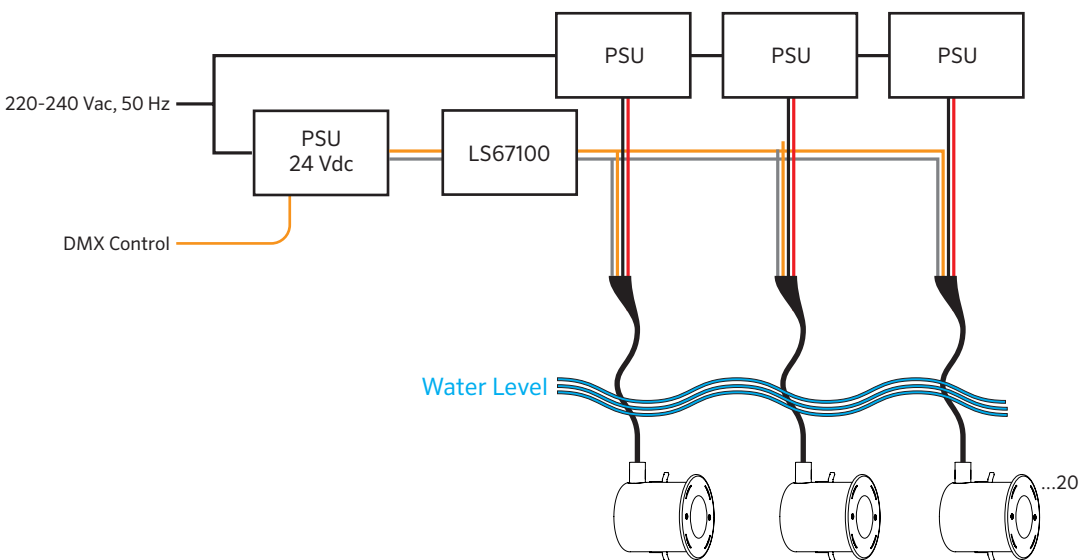 PSU
PSU
PSU
220-240 Vac, 50 Hz
PSU
24 Vdc
LS67100
DMX Control
Water Level
...20